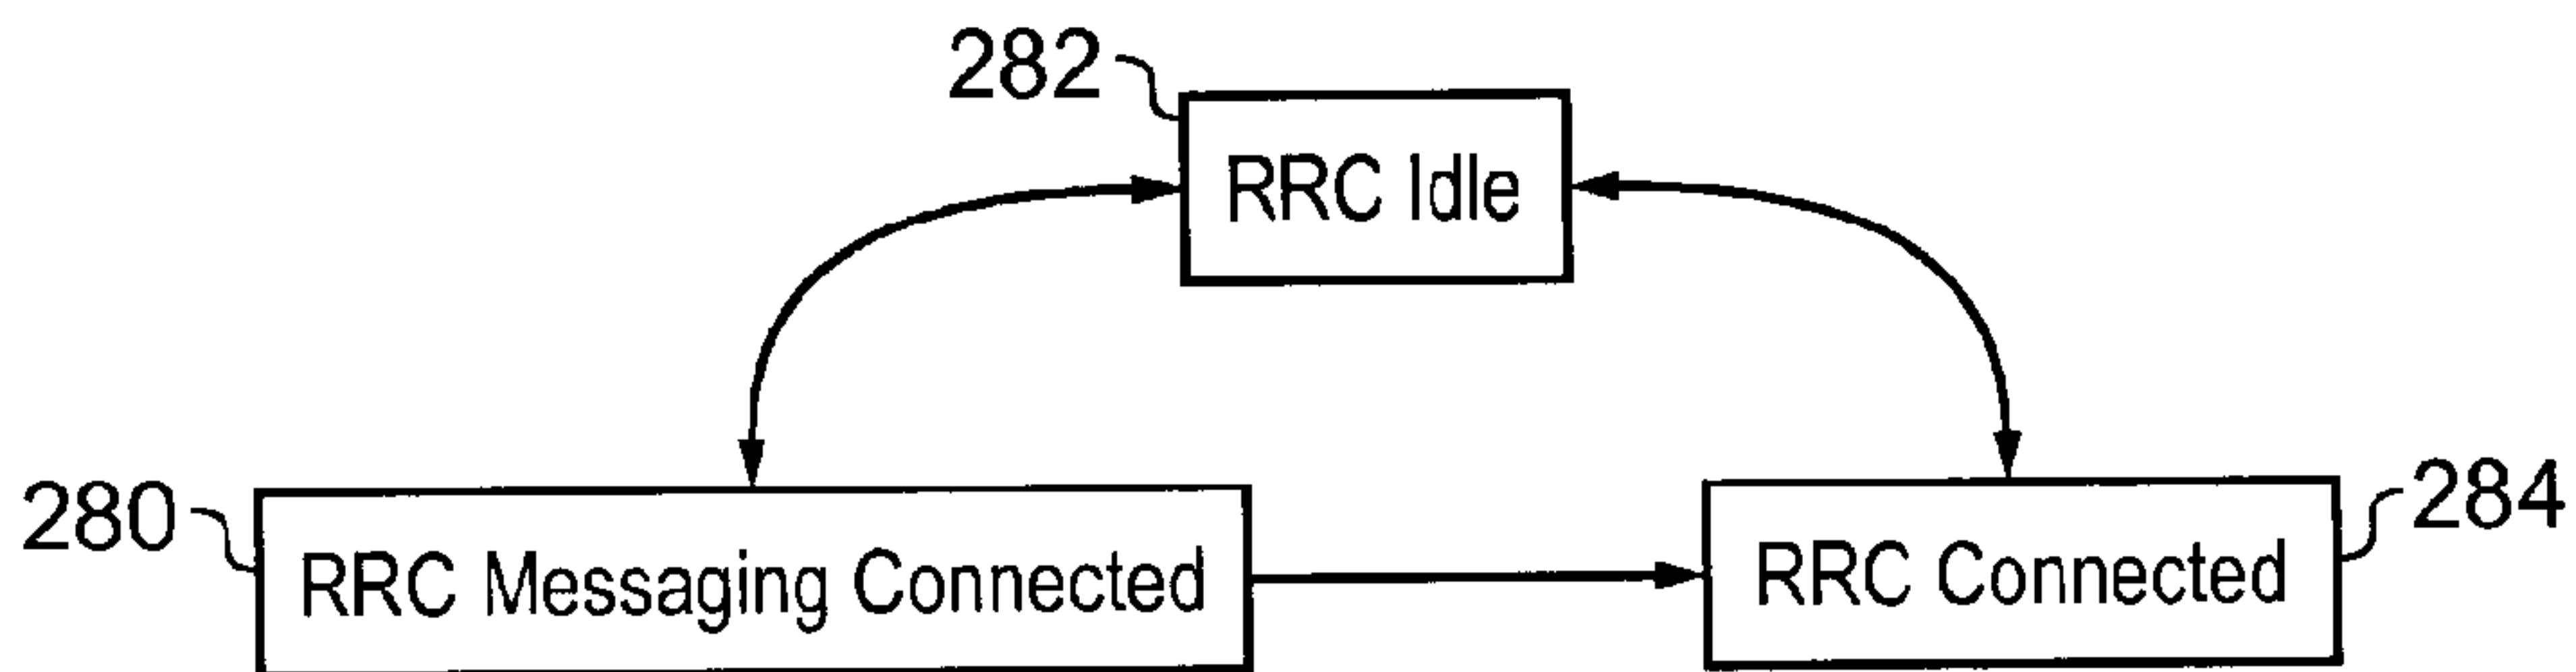 282
RRC Idle
280
RRC Messaging Connected
RRC Connected
284